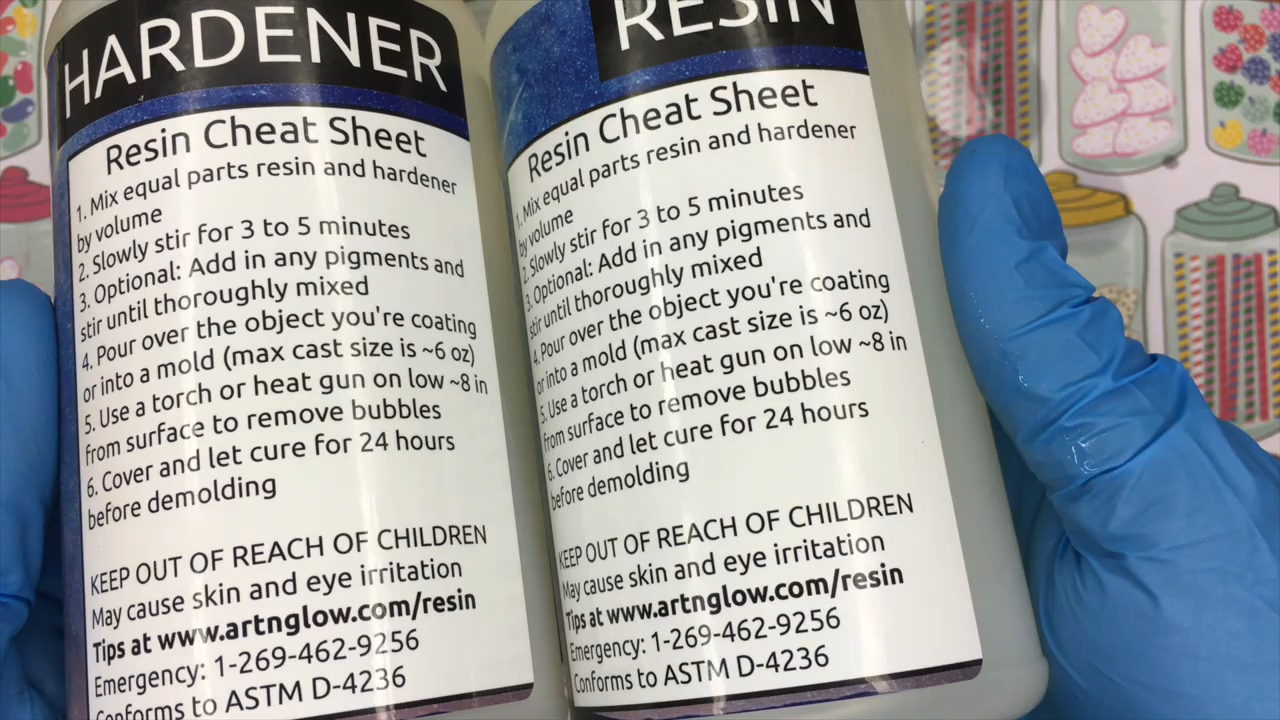 HARDENER
Resin Cheat Sheet
1. Mix equal parts resin and hardener
by volume
2. Slowly stir for 3 to 5 minutes
3. Optional: Add in any pigments and
stir until thoroughly mixed
4. Pour over the object you're coating
or into a mold (max cast size is ~6 oz)
5. Use a torch or heat gun on low ~8 in
from surface to remove bubbles
6. Cover and let cure for 24 hours
before demolding
KEEP OUT OF REACH OF CHILDREN
May cause skin and eye irritation
Tips at www.artnglow.com/resin
Emergency: 1-269-462-9256
Conforms to ASTM D-4236
RESIN
Resin Cheat Sheet
1. Mix equal parts resin and hardener
by volume
2. Slowly stir for 3 to 5 minutes
3. Optional: Add in any pigments and
stir until thoroughly mixed
4. Pour over the object you're coating
or into a mold (max cast size is ~6 oz)
5. Use a torch or heat gun on low ~8 in
from surface to remove bubbles
6. Cover and let cure for 24 hours
before demolding
KEEP OUT OF REACH OF CHILDREN
May cause skin and eye irritation
Tips at www.artnglow.com/resin
Emergency: 1-269-462-9256
Conforms to ASTM D-4236